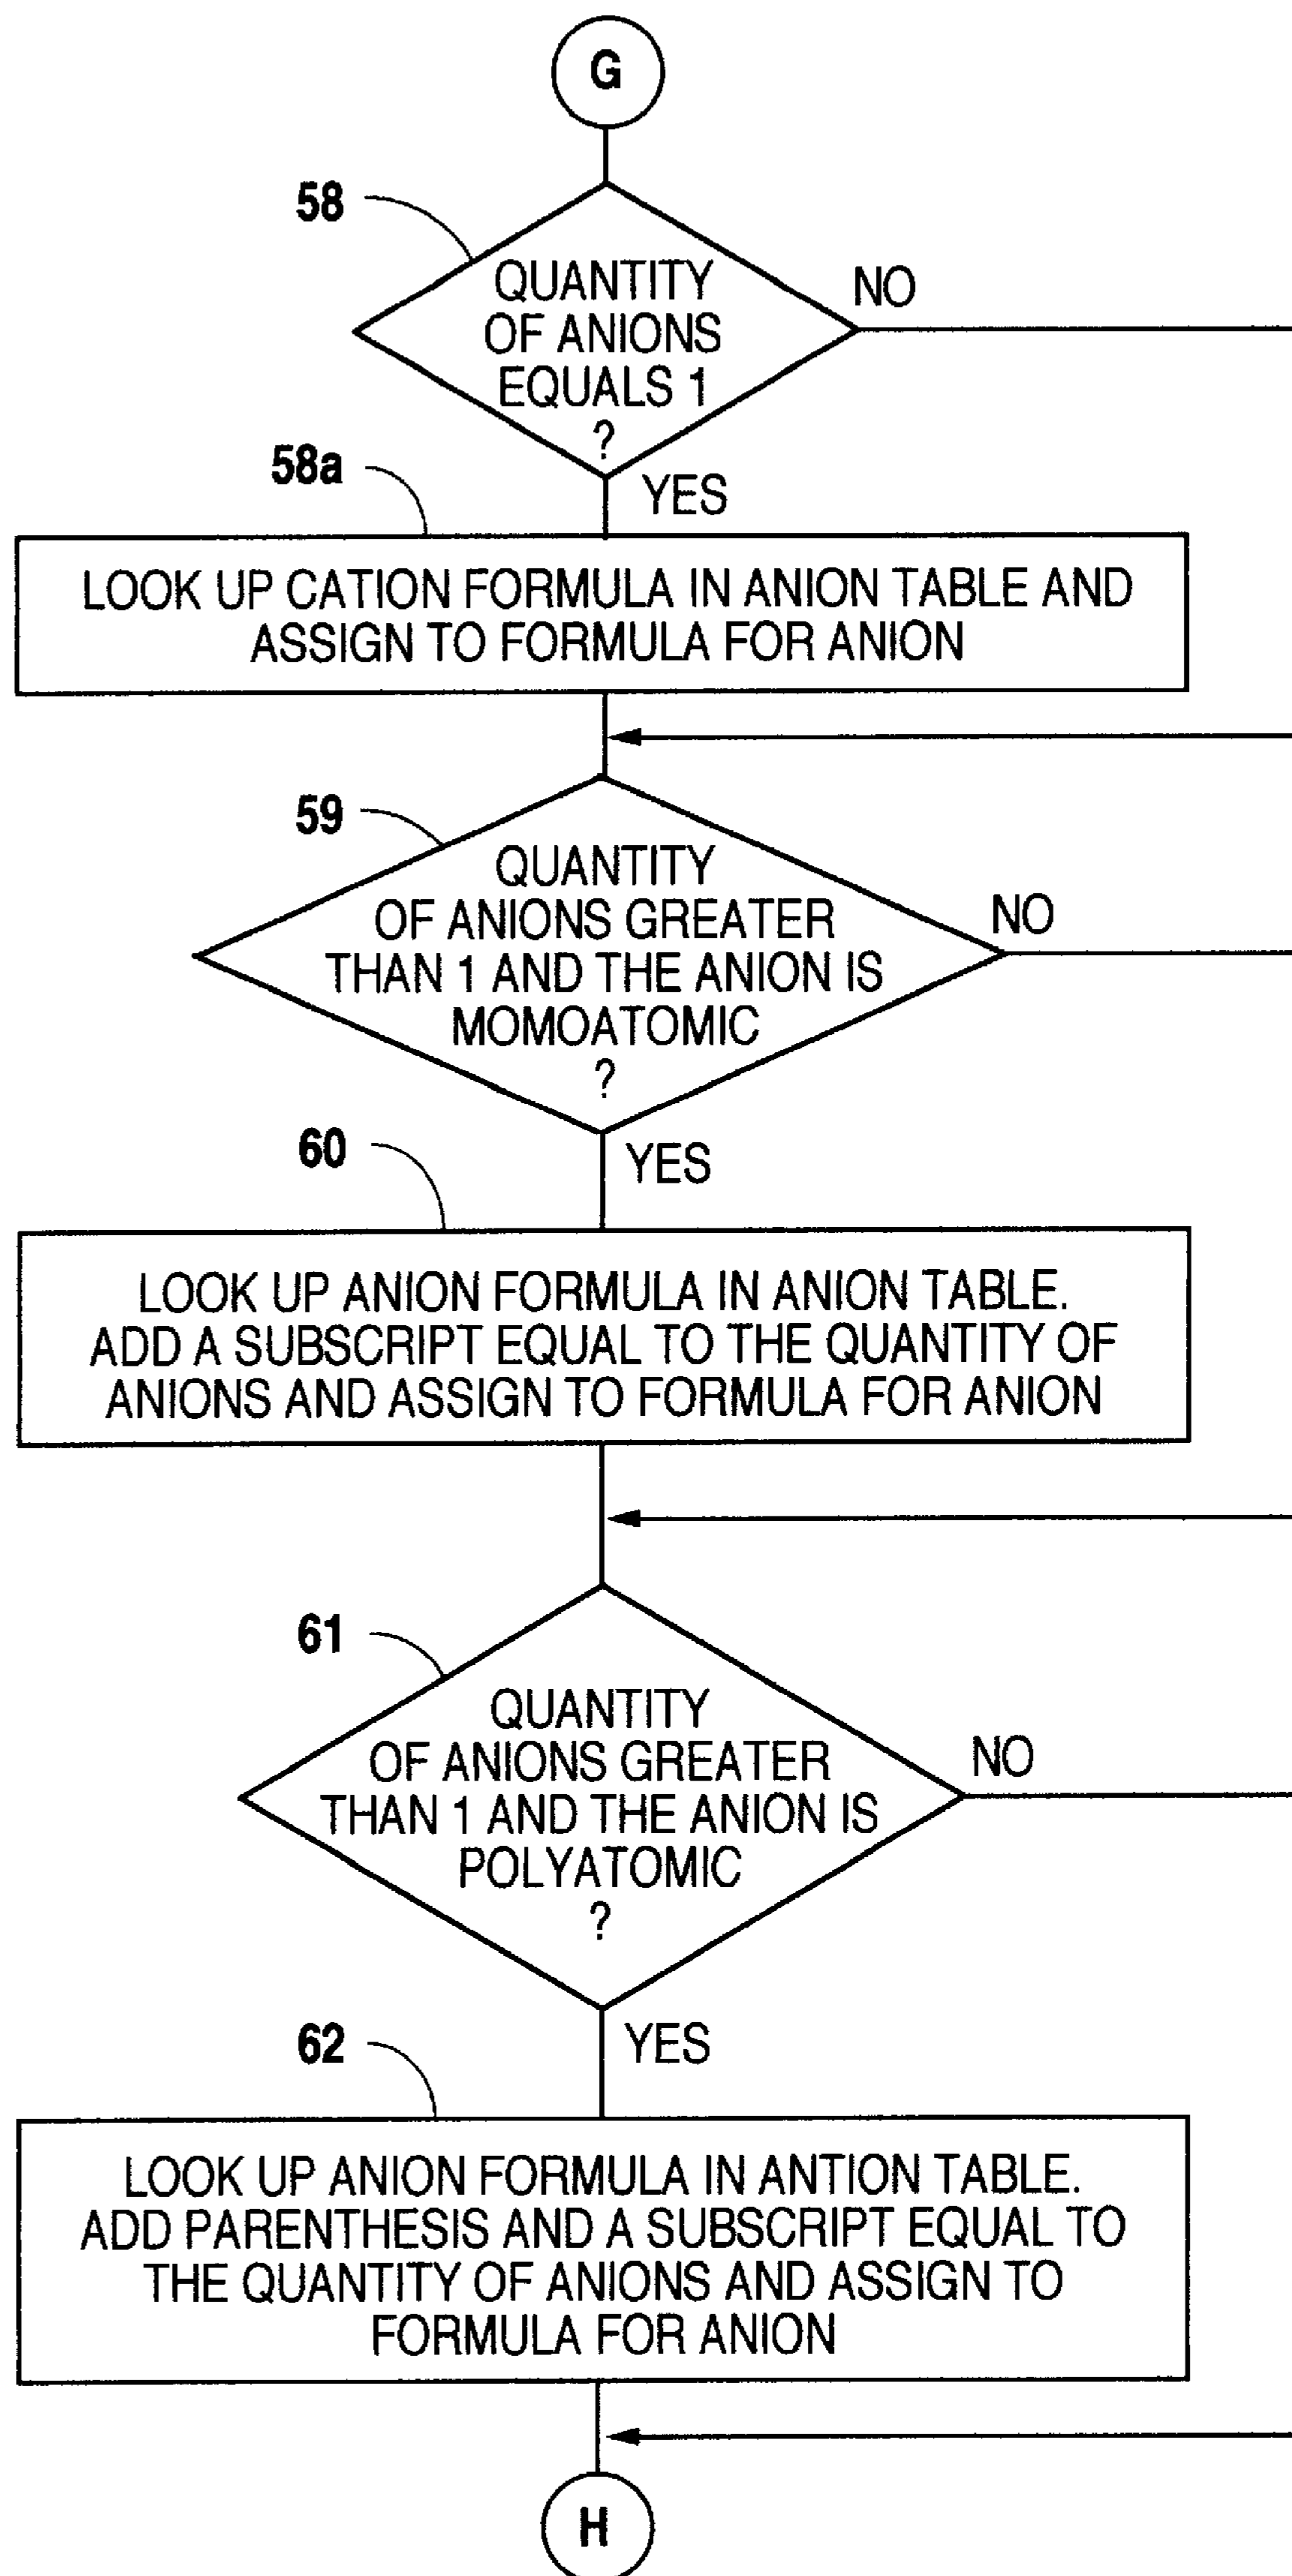 G
58
QUANTITY
OF ANIONS
EQUALS 1
?
NO
58a
YES
LOOK UP CATION FORMULA IN ANION TABLE AND
ASSIGN TO FORMULA FOR ANION
59
QUANTITY
OF ANIONS GREATER
THAN 1 AND THE ANION IS
MOMOATOMIC
?
NO
60
YES
LOOK UP ANION FORMULA IN ANION TABLE.
ADD A SUBSCRIPT EQUAL TO THE QUANTITY OF
ANIONS AND ASSIGN TO FORMULA FOR ANION
61
QUANTITY
OF ANIONS GREATER
THAN 1 AND THE ANION IS
POLYATOMIC
?
NO
62
YES
LOOK UP ANION FORMULA IN ANTION TABLE.
ADD PARENTHESIS AND A SUBSCRIPT EQUAL TO
THE QUANTITY OF ANIONS AND ASSIGN TO
FORMULA FOR ANION
H